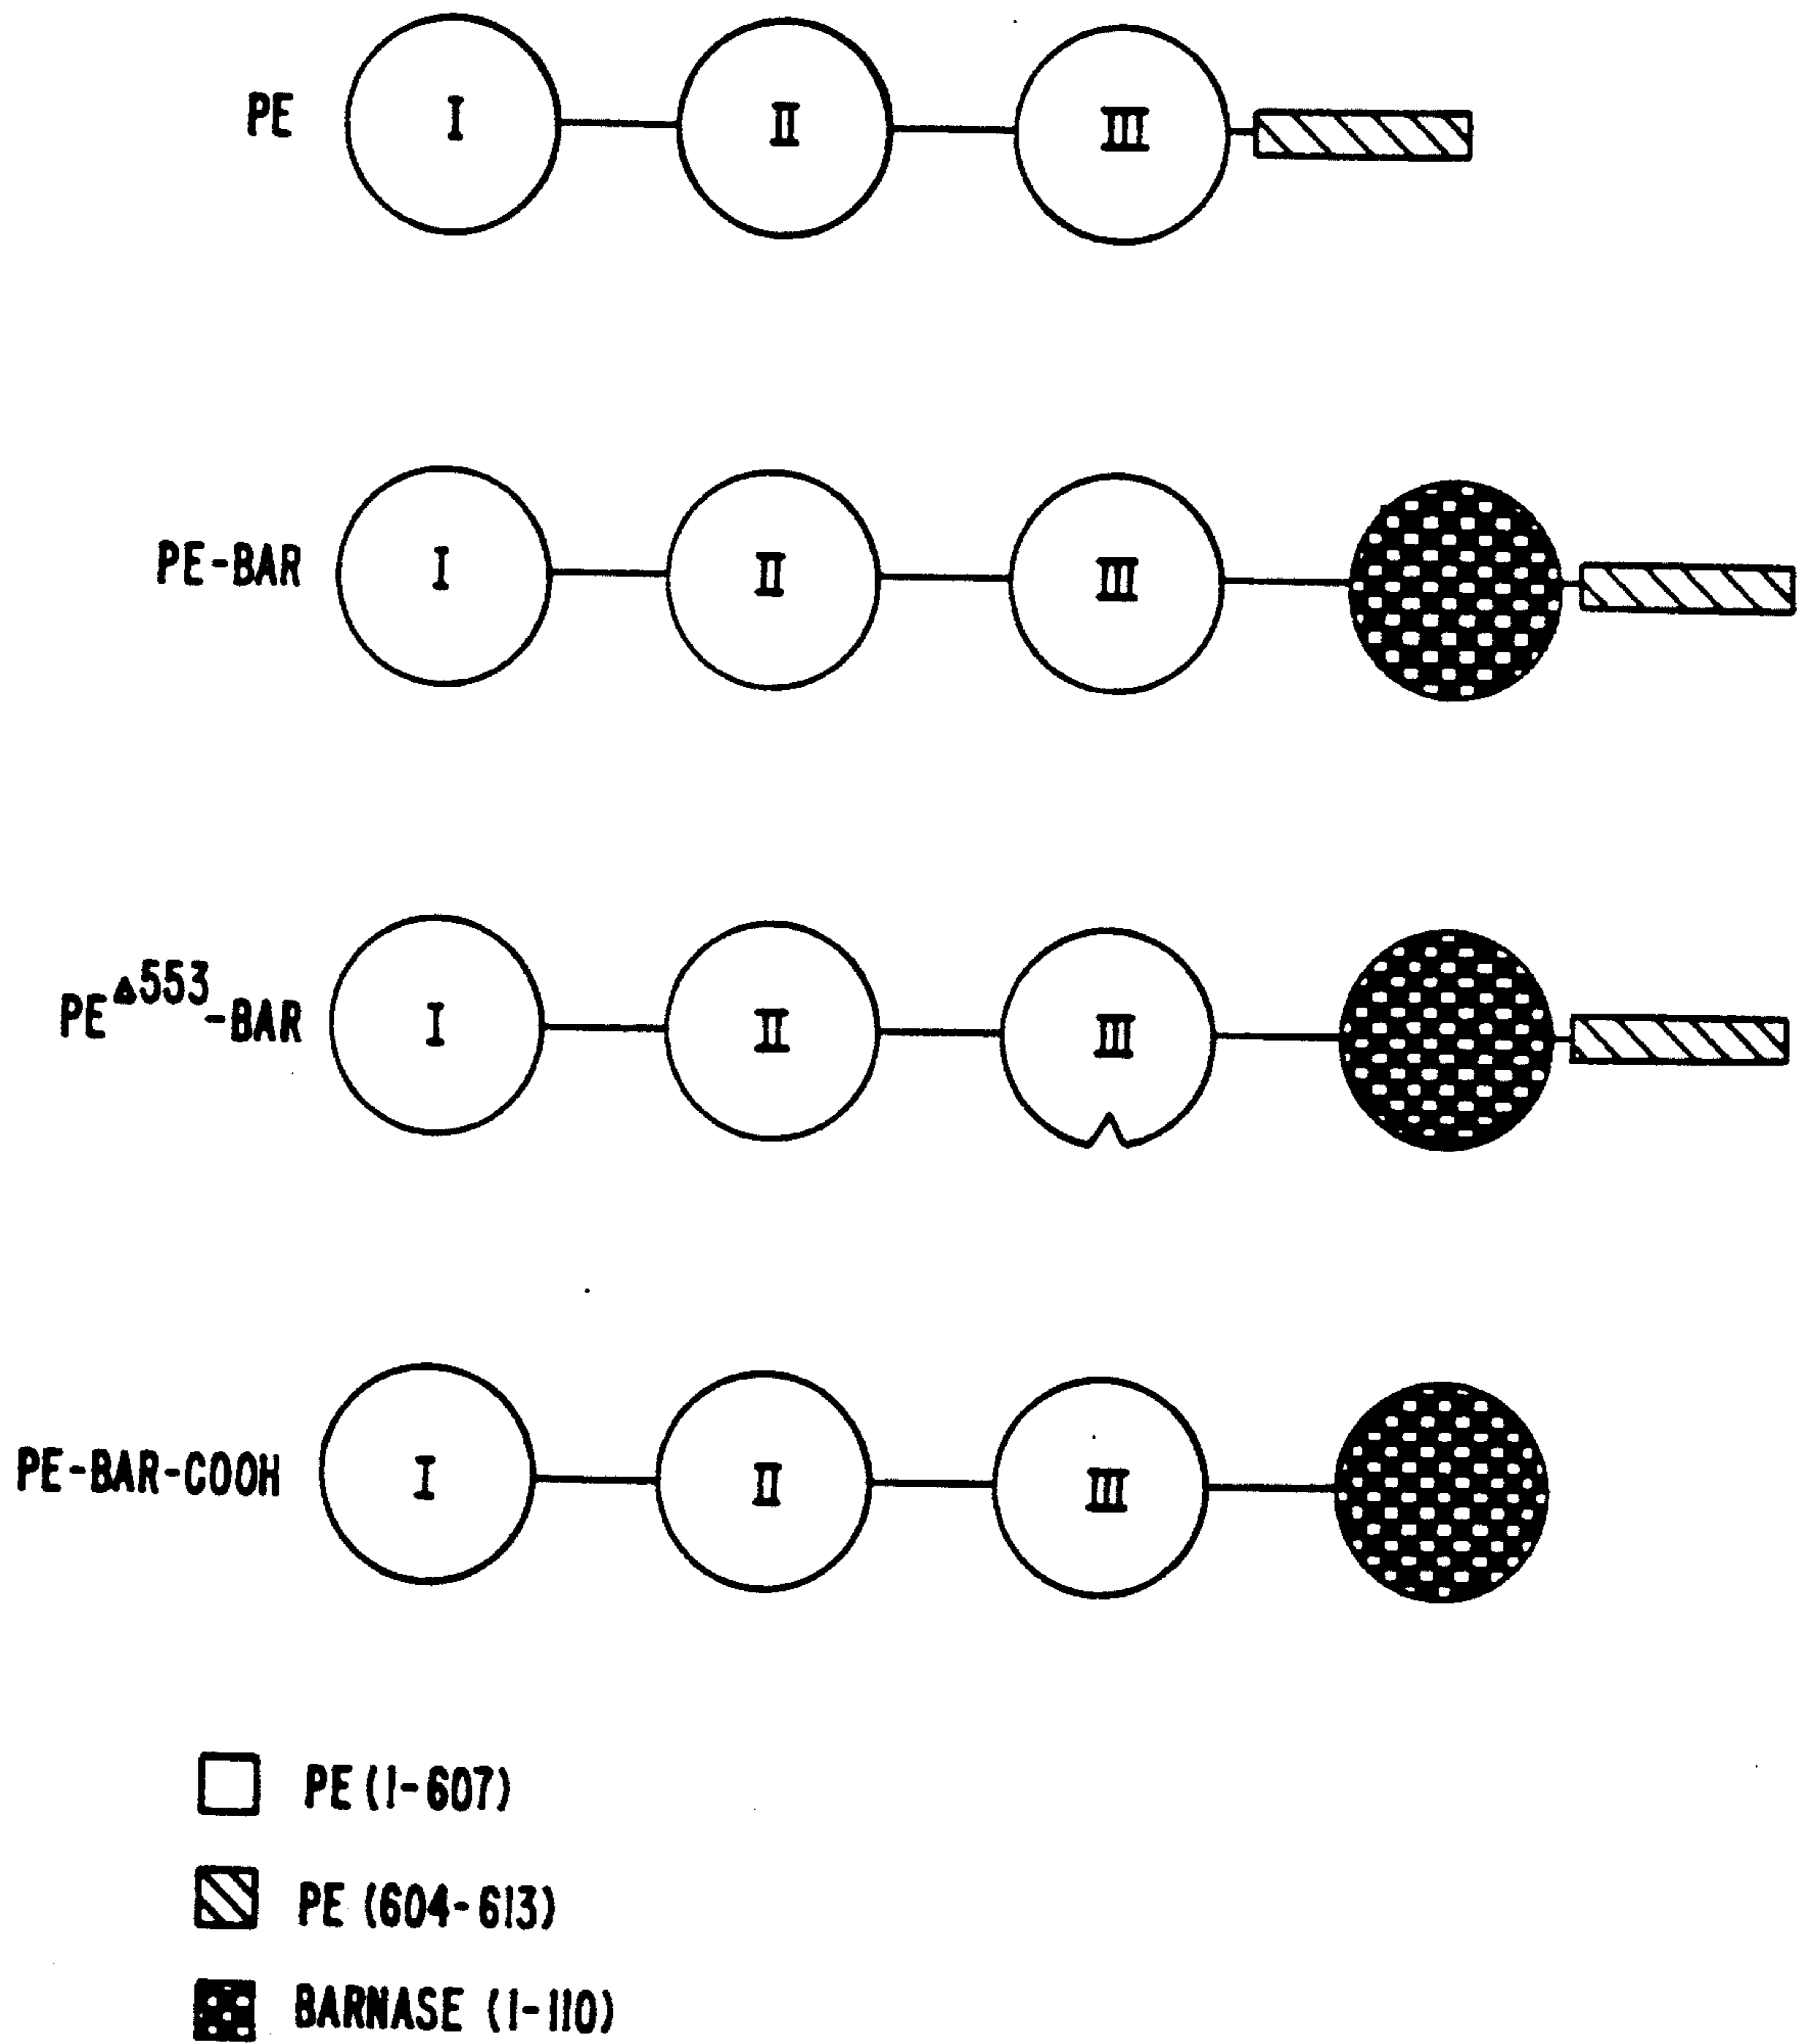 PE I II III
PE-BAR I II III
PE^Δ553-BAR I II III
PE-BAR-COOH I II III
PE (1-607)
PE (604-613)
BARNASE (1-110)